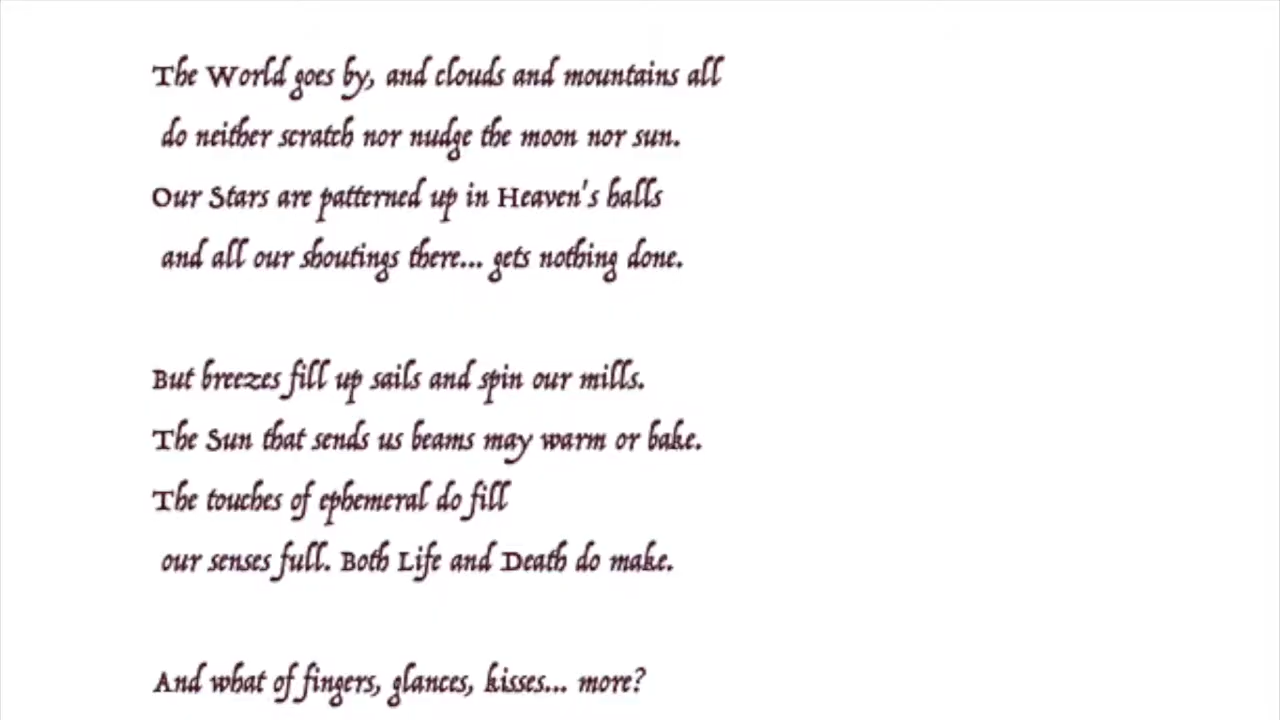 The World goes by, and clouds and mountains all
do neither scratch nor nudge the moon nor sun.
Our Stars are patterned up in Heaven's halls
and all our shoutings there... gets nothing done.
But breezes fill up sails and spin our mills.
The Sun that sends us beams may warm or bake.
The touches of ephemeral do fill
our senses full. Both Life and Death do make.
And what of fingers, glances, kisses... more?